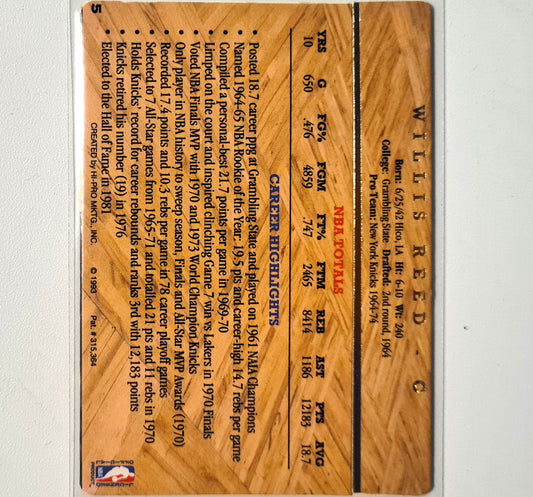 WILLIS REED - C
Born: 6/25/42 Hico, LA Ht: 6-10 Wt: 240
College: Grambling State Drafted: 2nd round, 1964
Pro Team: New York Knicks 1964-74
NBA TOTALS
YRS G FG% FGM FT% FTM REB AST PTS AVG
10 650 .476 4859 .747 2465 8414 1186 12183 18.7
CAREER HIGHLIGHTS
• Posted 18.7 career ppg at Grambling State and played on 1961 NAIA Champions
• Named 1964-65 NBA Rookie of the Year: 19.5 pts and career-high 14.7 rebs per game
• Compiled a personal-best 21.7 points per game in 1969-70
• Limped on the court and inspired clinching Game 7 win vs Lakers in 1970 Finals
• Voted NBA Finals MVP with 1970 and 1973 World Champion Knicks
• Only player in NBA history to sweep season, Finals and All-Star MVP Awards (1970)
• Recorded 17.4 points and 10.3 rebs per game in 78 career playoff games
• Selected to 7 All-Star games from 1965-71 and totaled 21 pts and 11 rebs in 1970
• Holds Knicks' record for career rebounds and ranks 3rd with 12,183 points
• Knicks retired his number (19) in 1976
• Elected to the Hall of Fame in 1981
5
CREATED BY HI-PRO MKTG., INC. © 1993 Pat. # 315,364
NBA